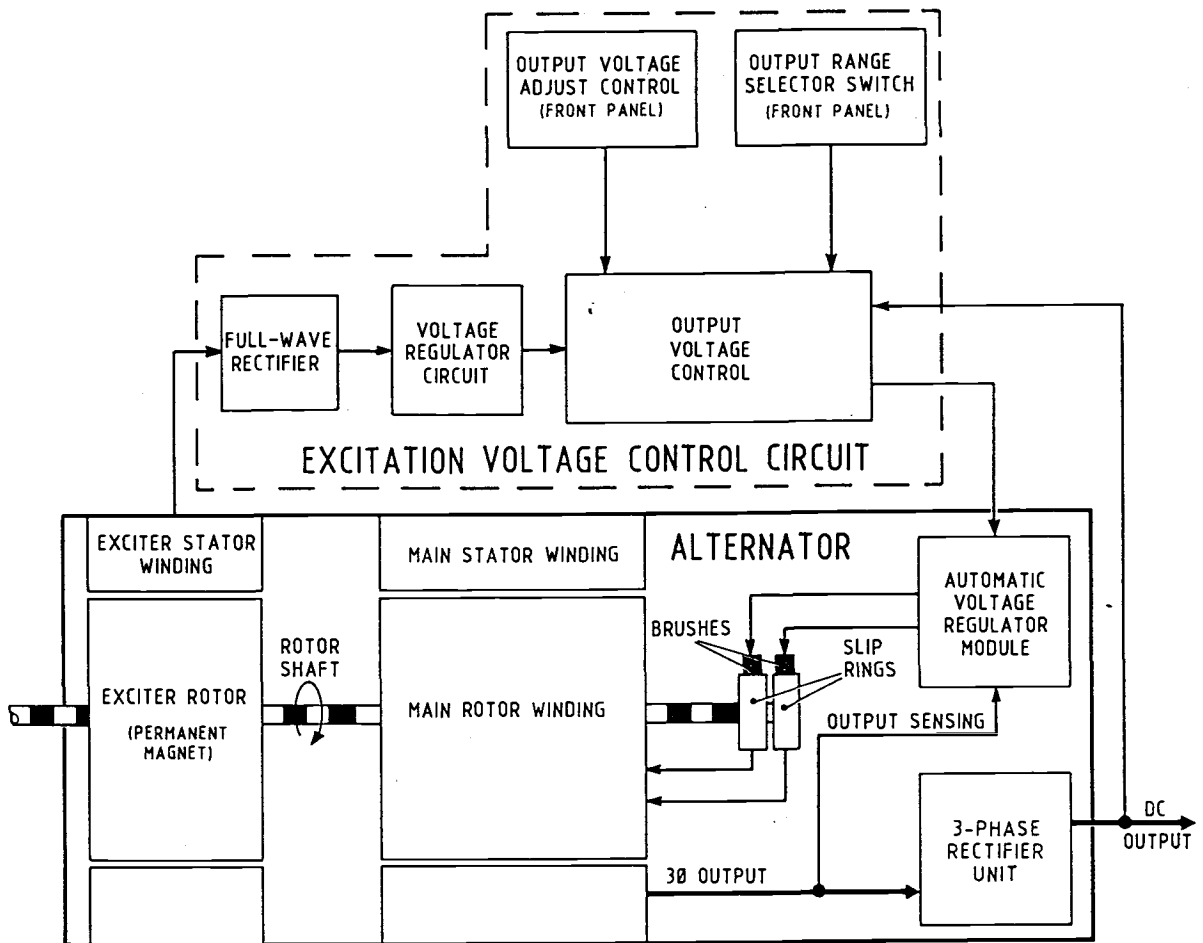 OUTPUT VOLTAGE
ADJUST CONTROL
(FRONT PANEL)
OUTPUT RANGE
SELECTOR SWITCH
(FRONT PANEL)
FULL-WAVE
RECTIFIER
VOLTAGE
REGULATOR
CIRCUIT
OUTPUT
VOLTAGE
CONTROL
EXCITATION VOLTAGE CONTROL CIRCUIT
EXCITER STATOR
WINDING
MAIN STATOR WINDING
ALTERNATOR
AUTOMATIC
VOLTAGE
REGULATOR
MODULE
BRUSHES
SLIP
RINGS
ROTOR
SHAFT
EXCITER ROTOR
(PERMANENT
MAGNET)
MAIN ROTOR WINDING
OUTPUT SENSING
3-PHASE
RECTIFIER
UNIT
DC
OUTPUT
3Ø OUTPUT